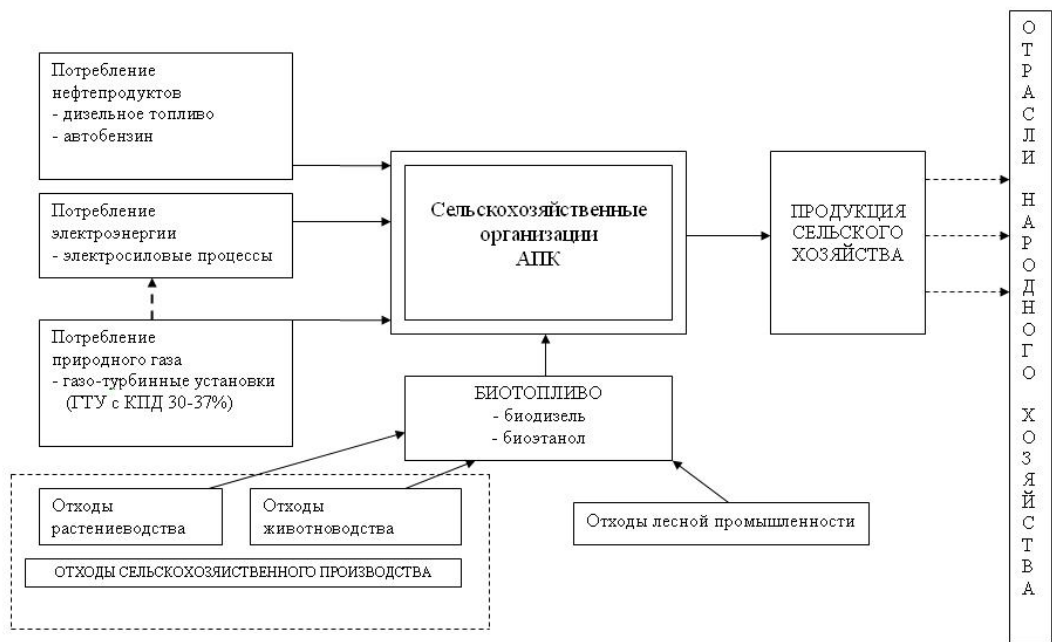 Потребление
нефтепродуктов
- дизельное топливо
- автобензин
Потребление
электроэнергии
- электросиловые процессы
Потребление
природного газа
- газо-турбинные установки
(ГТУ с КПД 30-37%)
Сельскохозяйственные
организации
АПК
ПРОДУКЦИЯ
СЕЛЬСКОГО
ХОЗЯЙСТВА
БИОТОПЛИВО
- биодизель
- биоэтанол
Отходы
растениеводства
Отходы
животноводства
ОТХОДЫ СЕЛЬСКОХОЗЯИСТВЕННОГО ПРОИЗВОДСТВА
Отходы лесной промышленности
ОТРАСЛИ НАРОДНОГО ХОЗЯЙСТВА